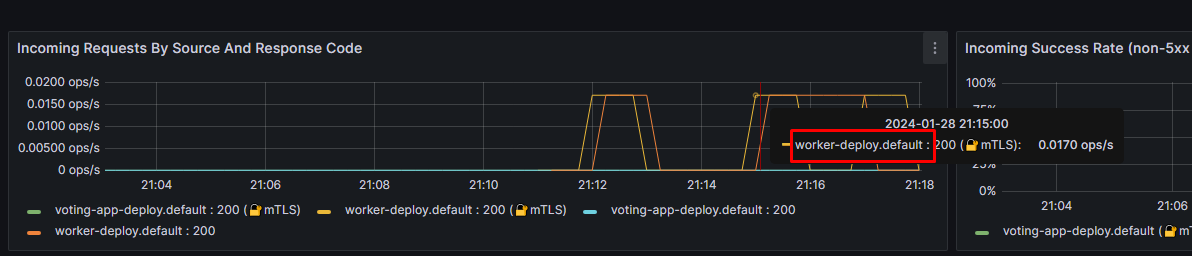 Incoming Requests By Source And Response Code
0.0200 ops/s
0.0150 ops/s
0.0100 ops/s
0.00500 ops/s
0 ops/s
21:04 21:06 21:08 21:10 21:12 21:14 21:16 21:18
2024-01-28 21:15:00
worker-deploy.default : 200 (🔐 mTLS): 0.0170 ops/s
voting-app-deploy.default : 200 (🔐 mTLS) worker-deploy.default : 200 (🔐 mTLS) voting-app-deploy.default : 200
worker-deploy.default : 200
Incoming Success Rate (non-5xx
100%
75%
25%
0%
21:04 21:06
voting-app-deploy.default (🔐 mT